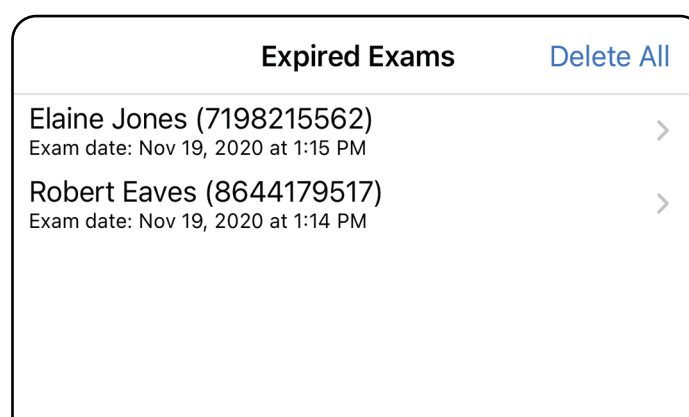 Expired Exams
Delete All
Elaine Jones (7198215562)
Exam date: Nov 19, 2020 at 1:15 PM
Robert Eaves (8644179517)
Exam date: Nov 19, 2020 at 1:14 PM